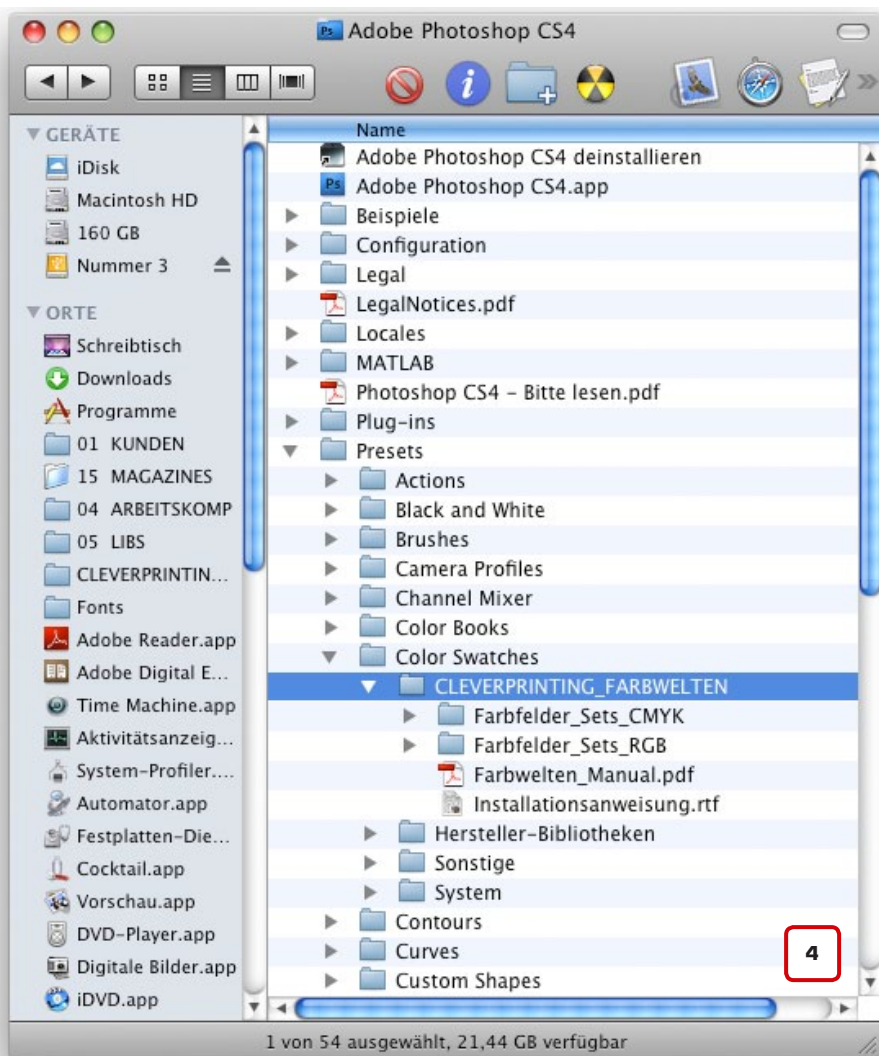 Adobe Photoshop CS4
GERÄTE
iDisk
Macintosh HD
160 GB
Nummer 3
ORTE
Schreibtisch
Downloads
Programme
01 KUNDEN
15 MAGAZINES
04 ARBEITSKOMP
05 LIBS
CLEVERPRINTIN...
Fonts
Adobe Reader.app
Adobe Digital E...
Time Machine.app
Aktivitätsanzeig...
System-Profiler....
Automator.app
Festplatten-Die...
Cocktail.app
Vorschau.app
DVD-Player.app
Digitale Bilder.app
iDVD.app
Name
Adobe Photoshop CS4 deinstallieren
Adobe Photoshop CS4.app
Beispiele
Configuration
Legal
LegalNotices.pdf
Locales
MATLAB
Photoshop CS4 – Bitte lesen.pdf
Plug-ins
Presets
Actions
Black and White
Brushes
Camera Profiles
Channel Mixer
Color Books
Color Swatches
CLEVERPRINTING_FARBWELTEN
Farbfelder_Sets_CMYK
Farbfelder_Sets_RGB
Farbwelten_Manual.pdf
Installationsanweisung.rtf
Hersteller-Bibliotheken
Sonstige
System
Contours
Curves
Custom Shapes
4
1 von 54 ausgewählt, 21,44 GB verfügbar